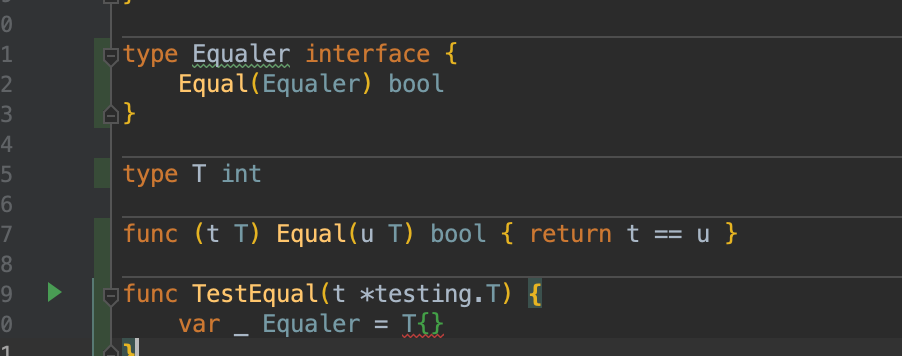 0
1 type Equaler interface {
2 Equal(Equaler) bool
3 }
4
5 type T int
6
7 func (t T) Equal(u T) bool { return t == u }
8
9 func TestEqual(t *testing.T) {
0 var _ Equaler = T{}
1 }